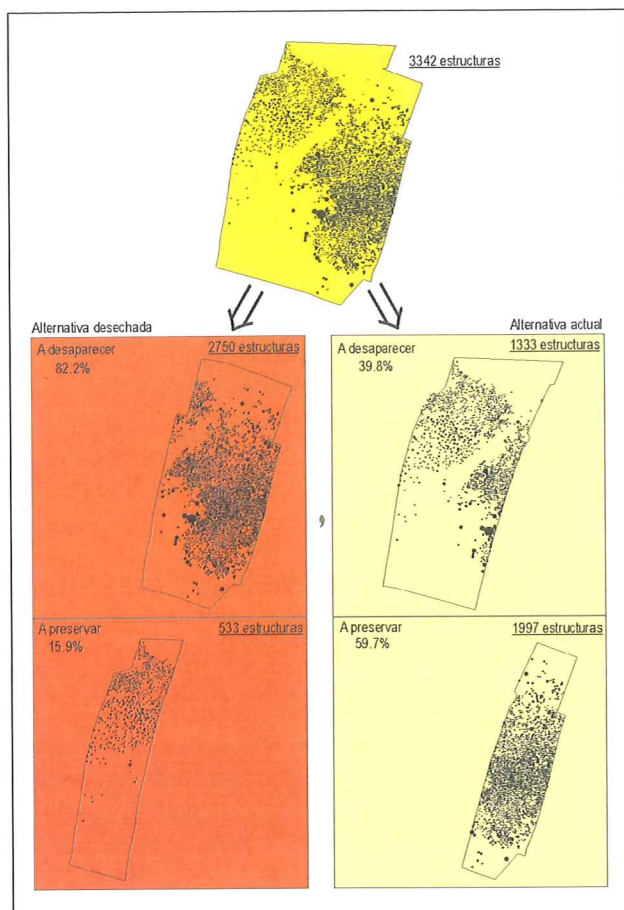 3342 estructuras
Alternativa desechada
Alternativa actual
A desaparecer
2750 estructuras
82.2%
A desaparecer
1333 estructuras
39.8%
A preservar
533 estructuras
15.9%
A preservar
1997 estructuras
59.7%